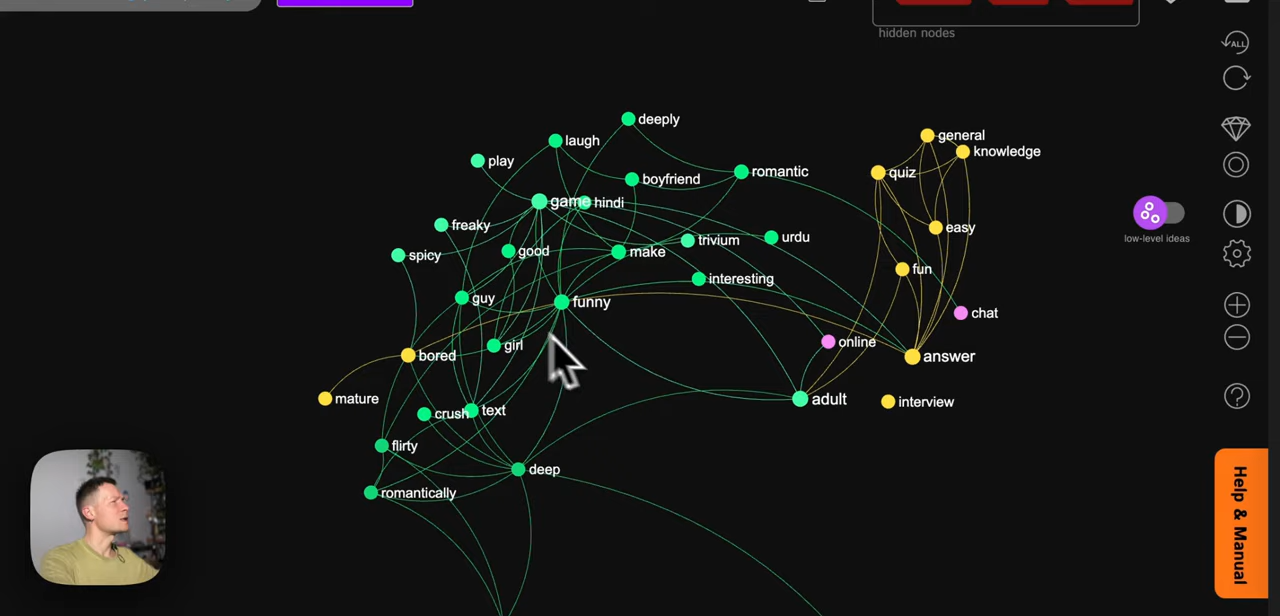 hidden nodes
ALL
deeply
general
laugh
knowledge
play
boyfriend
romantic
quiz
game
hindi
freaky
easy
trivium
urdu
low-level ideas
spicy
good
make
fun
interesting
guy
funny
chat
girl
online
bored
answer
mature
adult
interview
crush
text
flirty
deep
romantically
Help & Manual